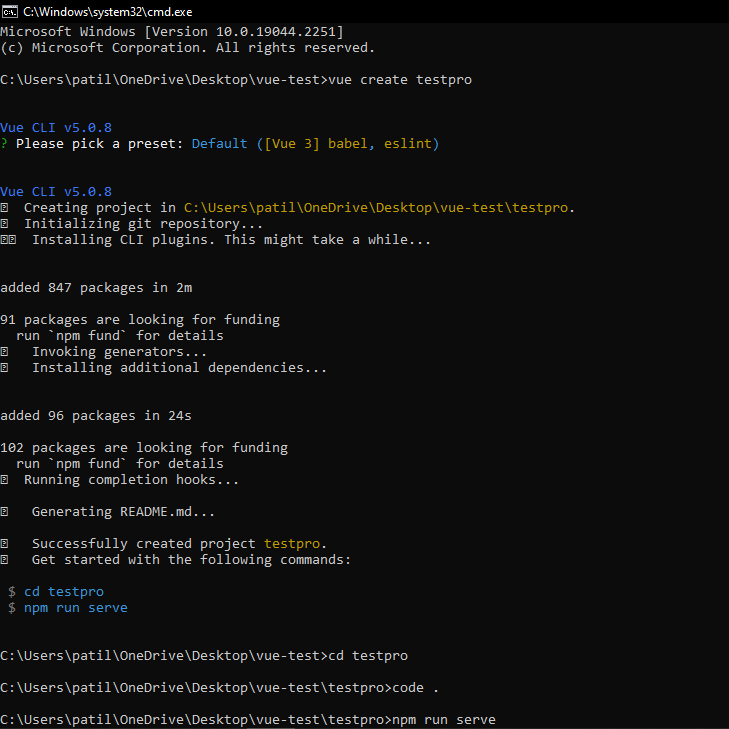 C:\Windows\system32\cmd.exe
Microsoft Windows [Version 10.0.19044.2251]
(c) Microsoft Corporation. All rights reserved.
C:\Users\patil\OneDrive\Desktop\vue-test>vue create testpro
Vue CLI v5.0.8
? Please pick a preset: Default ([Vue 3] babel, eslint)
Vue CLI v5.0.8
Creating project in C:\Users\patil\OneDrive\Desktop\vue-test\testpro.
Initializing git repository...
Installing CLI plugins. This might take a while...
added 847 packages in 2m
91 packages are looking for funding
run `npm fund` for details
Invoking generators...
Installing additional dependencies...
added 96 packages in 24s
102 packages are looking for funding
run `npm fund` for details
Running completion hooks...
Generating README.md...
Successfully created project testpro.
Get started with the following commands:
$ cd testpro
$ npm run serve
C:\Users\patil\OneDrive\Desktop\vue-test>cd testpro
C:\Users\patil\OneDrive\Desktop\vue-test\testpro>code .
C:\Users\patil\OneDrive\Desktop\vue-test\testpro>npm run serve